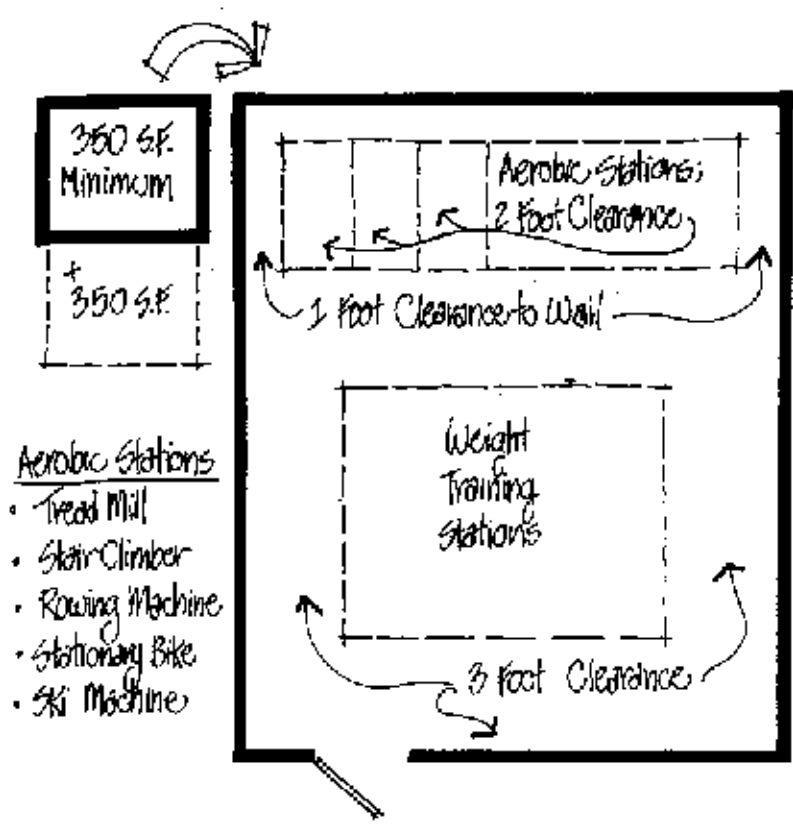 350 S.F.
Minimum
+
350 S.F.
Aerobic Stations;
2 Foot Clearance
1 Foot Clearance to Wall
Weight
Training
Stations
3 Foot Clearance
Aerobic Stations
• Tread Mill
• Stair Climber
• Rowing Machine
• Stationary Bike
• Ski Machine